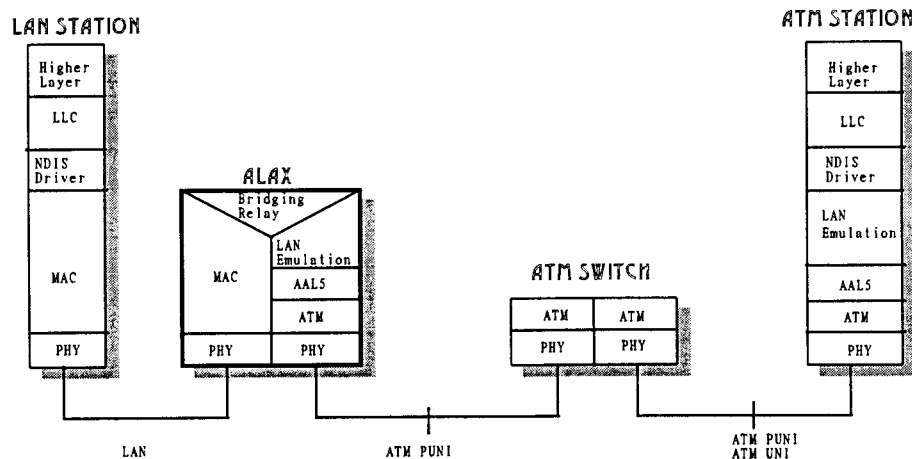 LAN STATION
Higher
Layer
LLC
NDIS
Driver
MAC
PHY
ALAX
Bridging
Relay
MAC
LAN
Emulation
AAL5
ATM
PHY
PHY
ATM SWITCH
ATM
ATM
PHY
PHY
ATM STATION
Higher
Layer
LLC
NDIS
Driver
LAN
Emulation
AAL5
ATM
PHY
LAN
ATM PUNI
ATM PUNI
ATM UNI